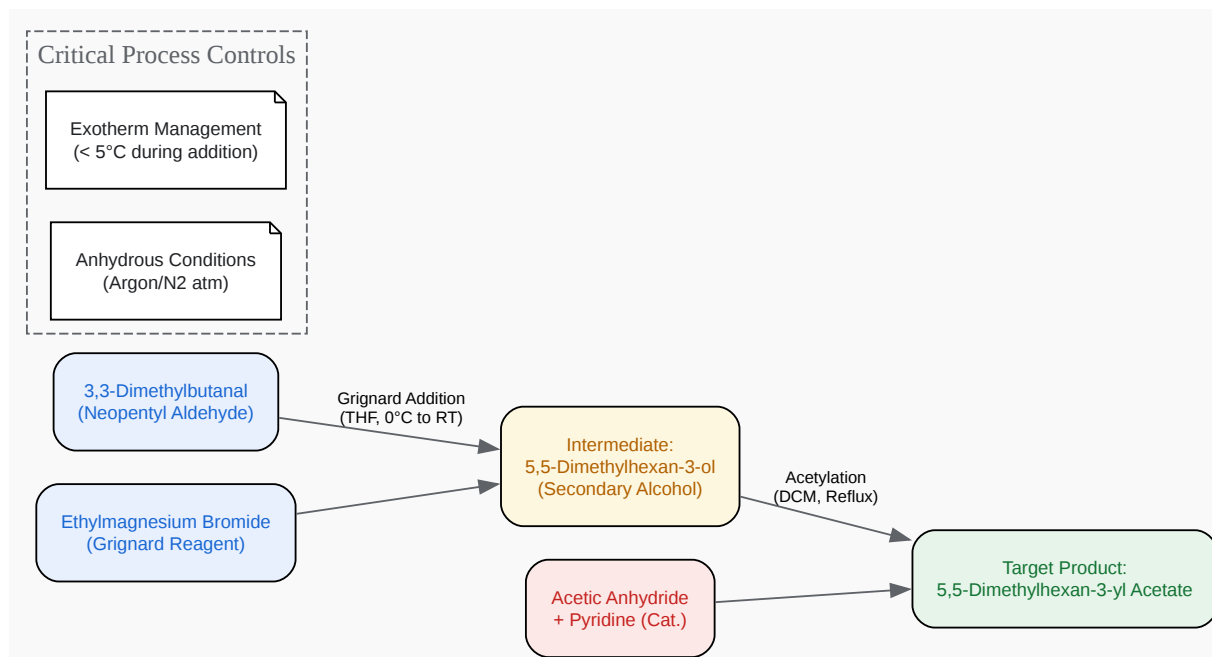 Critical Process Controls
Exotherm Management
(< 5°C during addition)
Anhydrous Conditions
(Argon/N2 atm)
3,3-Dimethylbutanal
(Neopentyl Aldehyde)
Grignard Addition
(THF, 0°C to RT)
Ethylmagnesium Bromide
(Grignard Reagent)
Intermediate:
5,5-Dimethylhexan-3-ol
(Secondary Alcohol)
Acetylation
(DCM, Reflux)
Acetic Anhydride
+ Pyridine (Cat.)
Target Product:
5,5-Dimethylhexan-3-yl Acetate